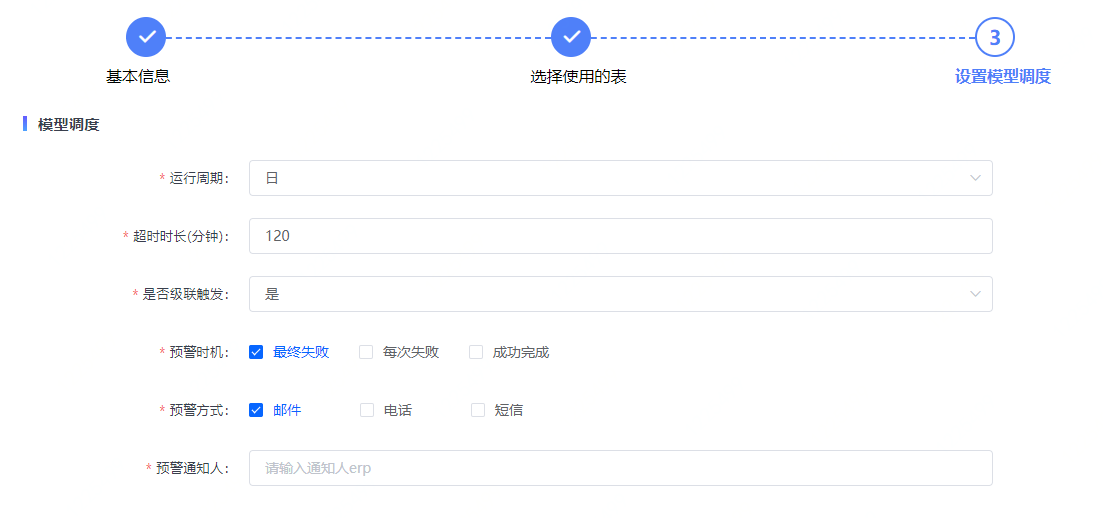 3
基本信息 选择使用的表 设置模型调度
模型调度
* 运行周期: 日
* 超时时长(分钟): 120
* 是否级联触发: 是
* 预警时机: 最终失败 每次失败 成功完成
* 预警方式: 邮件 电话 短信
* 预警通知人: 请输入通知人erp